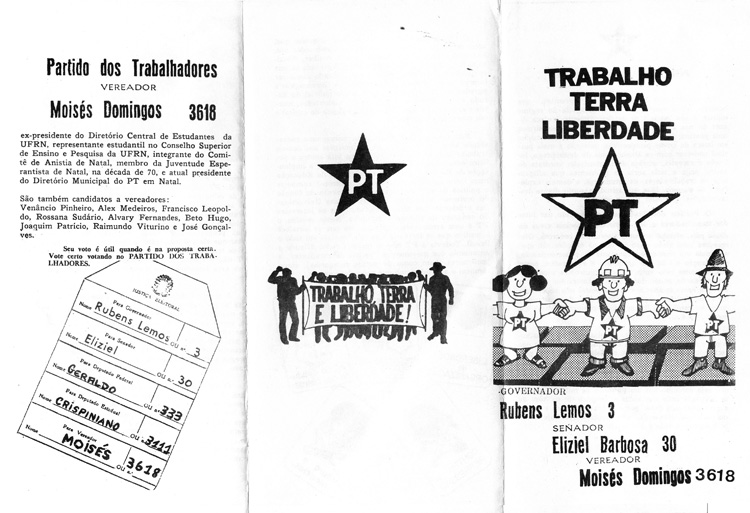 Partido dos Trabalhadores
VEREADOR
Moisés Domingos 3618
ex-presidente do Diretório Central de Estudantes da
UFRN, representante estudantil no Conselho Superior
de Ensino e Pesquisa da UFRN, integrante do Comi-
tê de Anistia de Natal, membro da Juventude Espe-
rantista de Natal, na década de 70, e atual presidente
do Diretório Municipal do PT em Natal.
São também candidatos a vereadores:
Venâncio Pinheiro, Alex Medeiros, Francisco Leopol-
do, Rossana Sudário, Alvary Fernandes, Beto Hugo,
Joaquim Patrício, Raimundo Viturino e José Gonçal-
ves.
Seu voto é útil quando é na proposta certa.
Vote certo votando no PARTIDO DOS TRABA-
LHADORES.
JUSTIÇA ELEITORAL
Para Governador
Nome Rubens Lemos OU n.º 3
Para Senador
Nome Eliziel OU n.º 30
Para Deputado Federal
Nome GERALDO OU n.º 333
Para Deputado Estadual
Nome CRISPINIANO OU n.º 3111
Para Vereador
Nome MOISÉS OU n.º 3618
PT
TRABALHO, TERRA
E LIBERDADE!
TRABALHO
TERRA
LIBERDADE
PT
PT PT PT
GOVERNADOR
Rubens Lemos 3
SENADOR
Eliziel Barbosa 30
VEREADOR
Moisés Domingos 3618